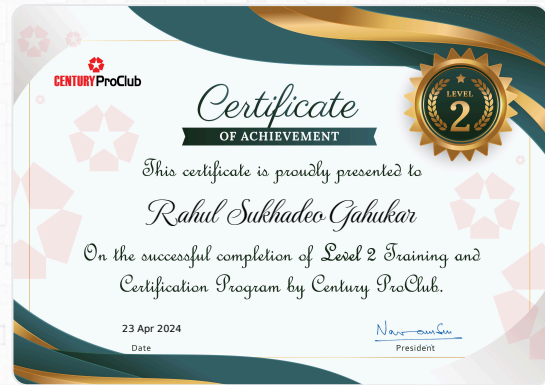 CENTURY ProClub
LEVEL
2
Certificate
OF ACHIEVEMENT
This certificate is proudly presented to
Rahul Sukhadeo Gahukar
On the successful completion of Level 2 Training and
Certification Program by Century ProClub.
23 Apr 2024
Date
President